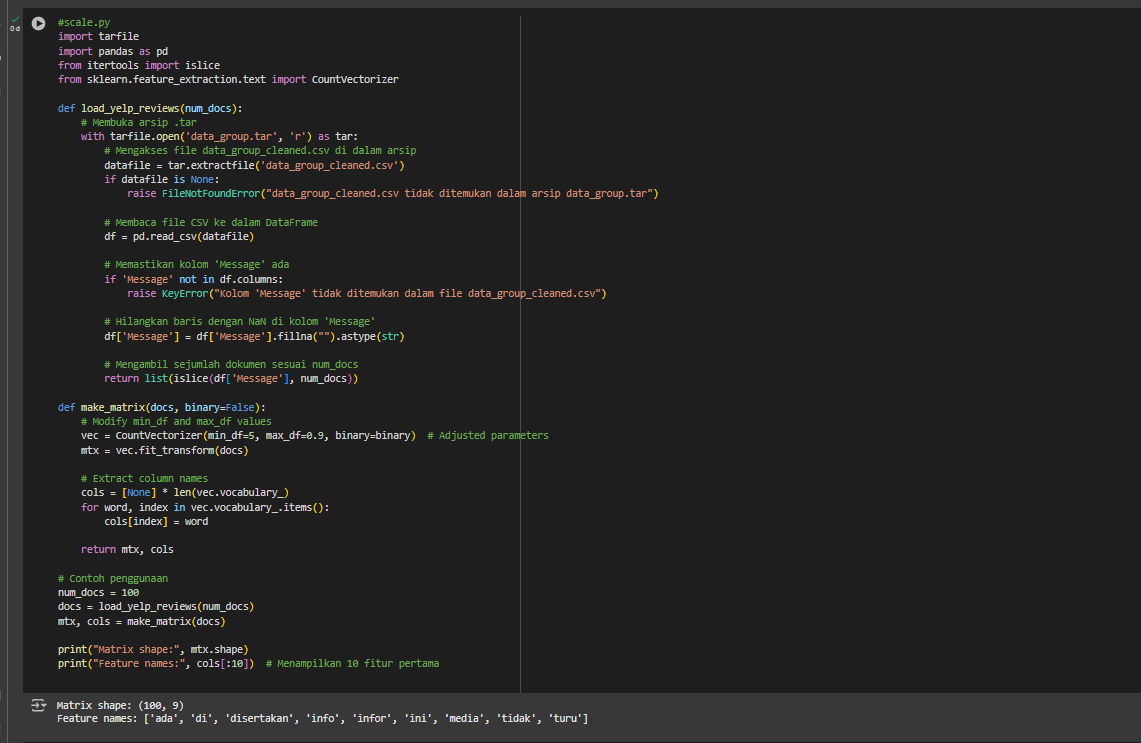 0d
#scale.py
import tarfile
import pandas as pd
from itertools import islice
from sklearn.feature_extraction.text import CountVectorizer

def load_yelp_reviews(num_docs):
    # Membuka arsip .tar
    with tarfile.open('data_group.tar', 'r') as tar:
        # Mengakses file data_group_cleaned.csv di dalam arsip
        datafile = tar.extractfile('data_group_cleaned.csv')
        if datafile is None:
            raise FileNotFoundError("data_group_cleaned.csv tidak ditemukan dalam arsip data_group.tar")

        # Membaca file CSV ke dalam DataFrame
        df = pd.read_csv(datafile)

        # Memastikan kolom 'Message' ada
        if 'Message' not in df.columns:
            raise KeyError("Kolom 'Message' tidak ditemukan dalam file data_group_cleaned.csv")

        # Hilangkan baris dengan NaN di kolom 'Message'
        df['Message'] = df['Message'].fillna("").astype(str)

        # Mengambil sejumlah dokumen sesuai num_docs
        return list(islice(df['Message'], num_docs))

def make_matrix(docs, binary=False):
    # Modify min_df and max_df values
    vec = CountVectorizer(min_df=5, max_df=0.9, binary=binary)  # Adjusted parameters
    mtx = vec.fit_transform(docs)

    # Extract column names
    cols = [None] * len(vec.vocabulary_)
    for word, index in vec.vocabulary_.items():
        cols[index] = word

    return mtx, cols

# Contoh penggunaan
num_docs = 100
docs = load_yelp_reviews(num_docs)
mtx, cols = make_matrix(docs)

print("Matrix shape:", mtx.shape)
print("Feature names:", cols[:10])  # Menampilkan 10 fitur pertama

Matrix shape: (100, 9)
Feature names: ['ada', 'di', 'disertakan', 'info', 'infor', 'ini', 'media', 'tidak', 'turu']